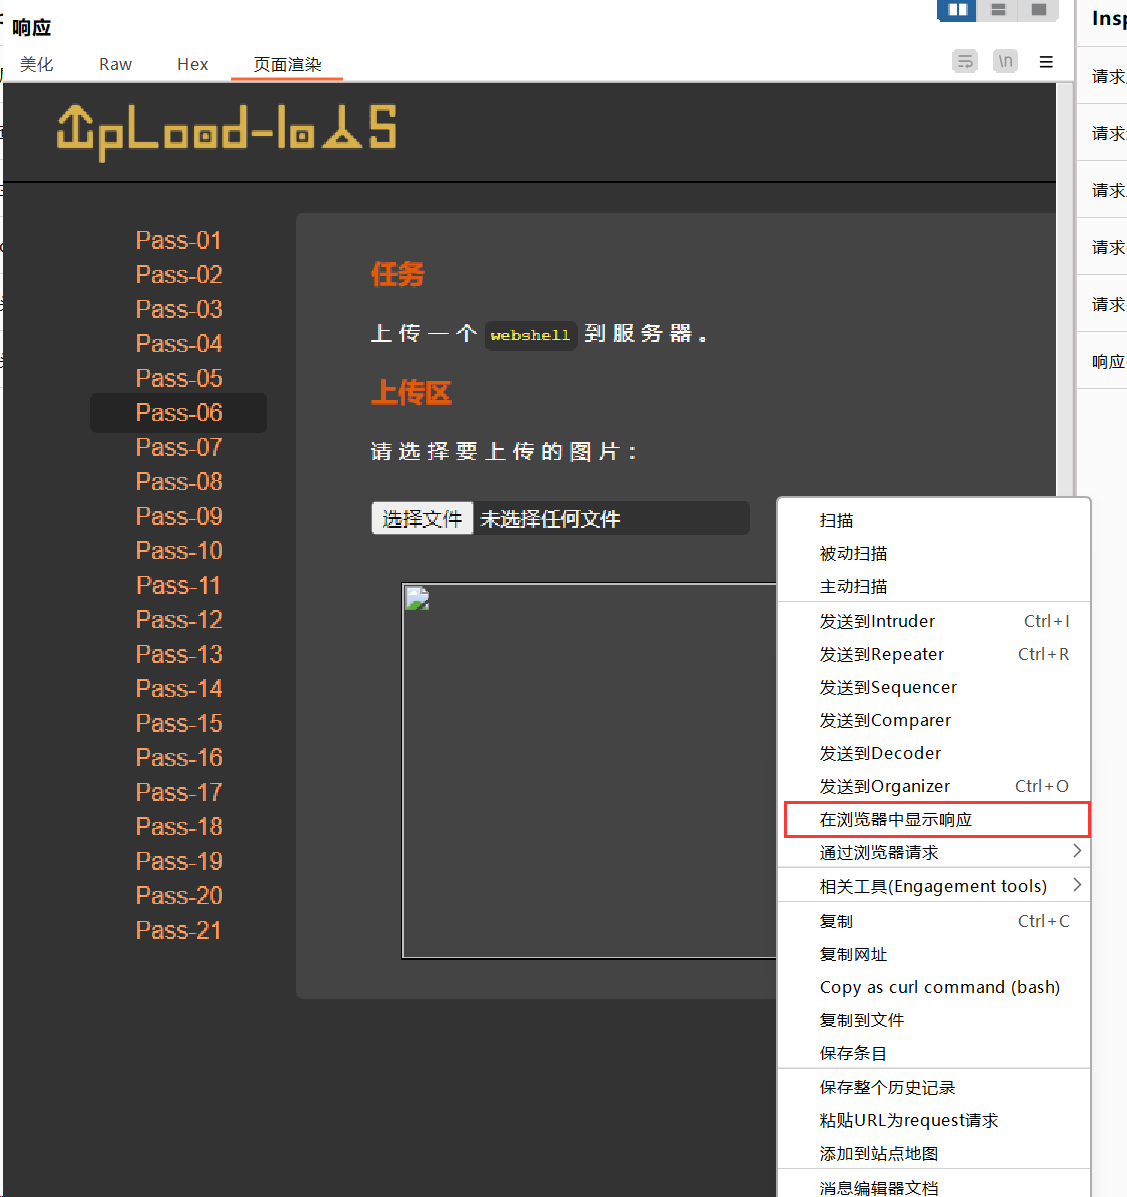 响应
Insp
美化
Raw
Hex
页面渲染
\n
UpLoad-labs
请求
请求
请求
请求
请求
响应
Pass-01
Pass-02
Pass-03
Pass-04
Pass-05
Pass-06
Pass-07
Pass-08
Pass-09
Pass-10
Pass-11
Pass-12
Pass-13
Pass-14
Pass-15
Pass-16
Pass-17
Pass-18
Pass-19
Pass-20
Pass-21
任务
上传一个 webshell 到服务器。
上传区
请选择要上传的图片：
选择文件 未选择任何文件
扫描
被动扫描
主动扫描
发送到Intruder Ctrl+I
发送到Repeater Ctrl+R
发送到Sequencer
发送到Comparer
发送到Decoder
发送到Organizer Ctrl+O
在浏览器中显示响应
通过浏览器请求
相关工具(Engagement tools)
复制 Ctrl+C
复制网址
Copy as curl command (bash)
复制到文件
保存条目
保存整个历史记录
粘贴URL为request请求
添加到站点地图
消息编辑器文档